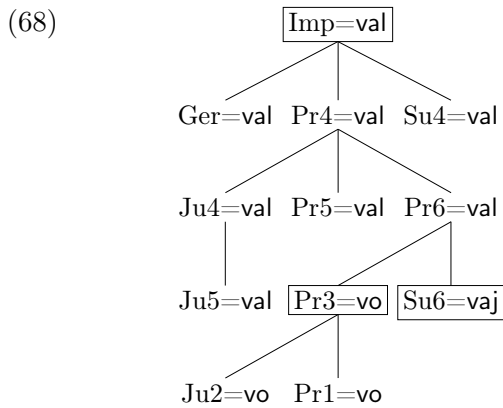 (68)
Imp=val
Ger=val Pr4=val Su4=val
Ju4=val Pr5=val Pr6=val
Ju5=val Pr3=vo Su6=vaj
Ju2=vo Pr1=vo